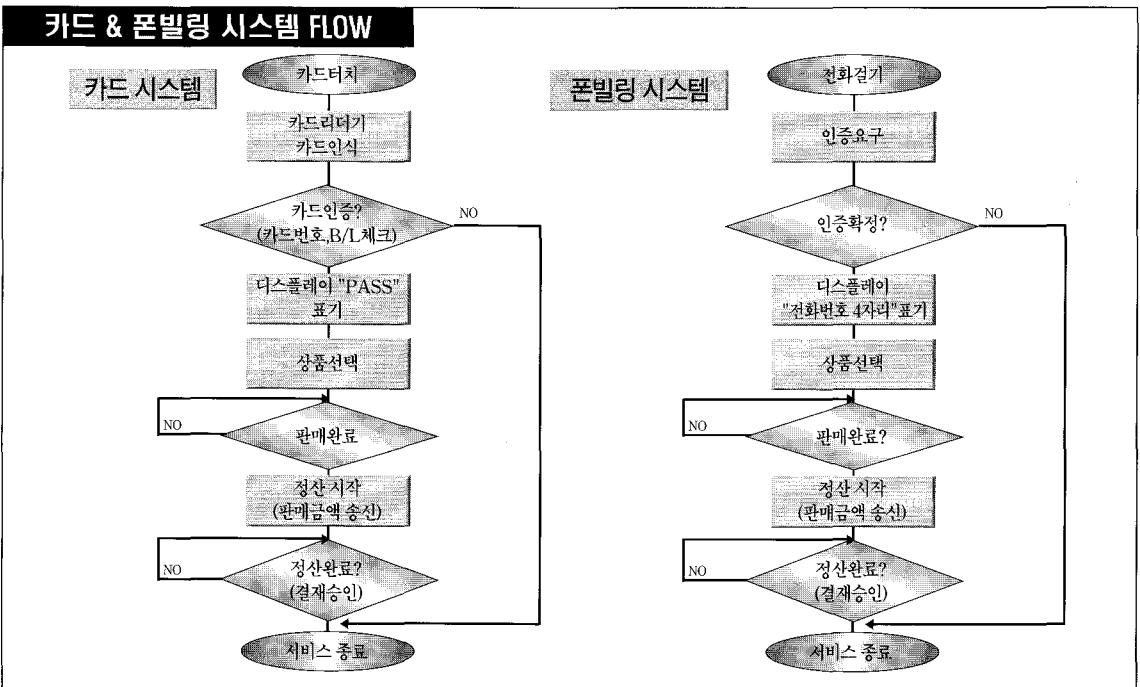 카드 & 폰빌링 시스템 FLOW
카드 시스템
카드터치
카드리더기
카드인식
카드인증?
(카드번호,B/L체크)
NO
디스플레이 "PASS"
표기
상품선택
판매완료
NO
정산 시작
(판매금액 송신)
정산완료?
(결재승인)
NO
서비스 종료
폰빌링 시스템
전화걸기
인증요구
인증확정?
NO
디스플레이
"전화번호 4자리"표기
상품선택
판매완료?
NO
정산 시작
(판매금액 송신)
정산완료?
(결재승인)
NO
서비스 종료